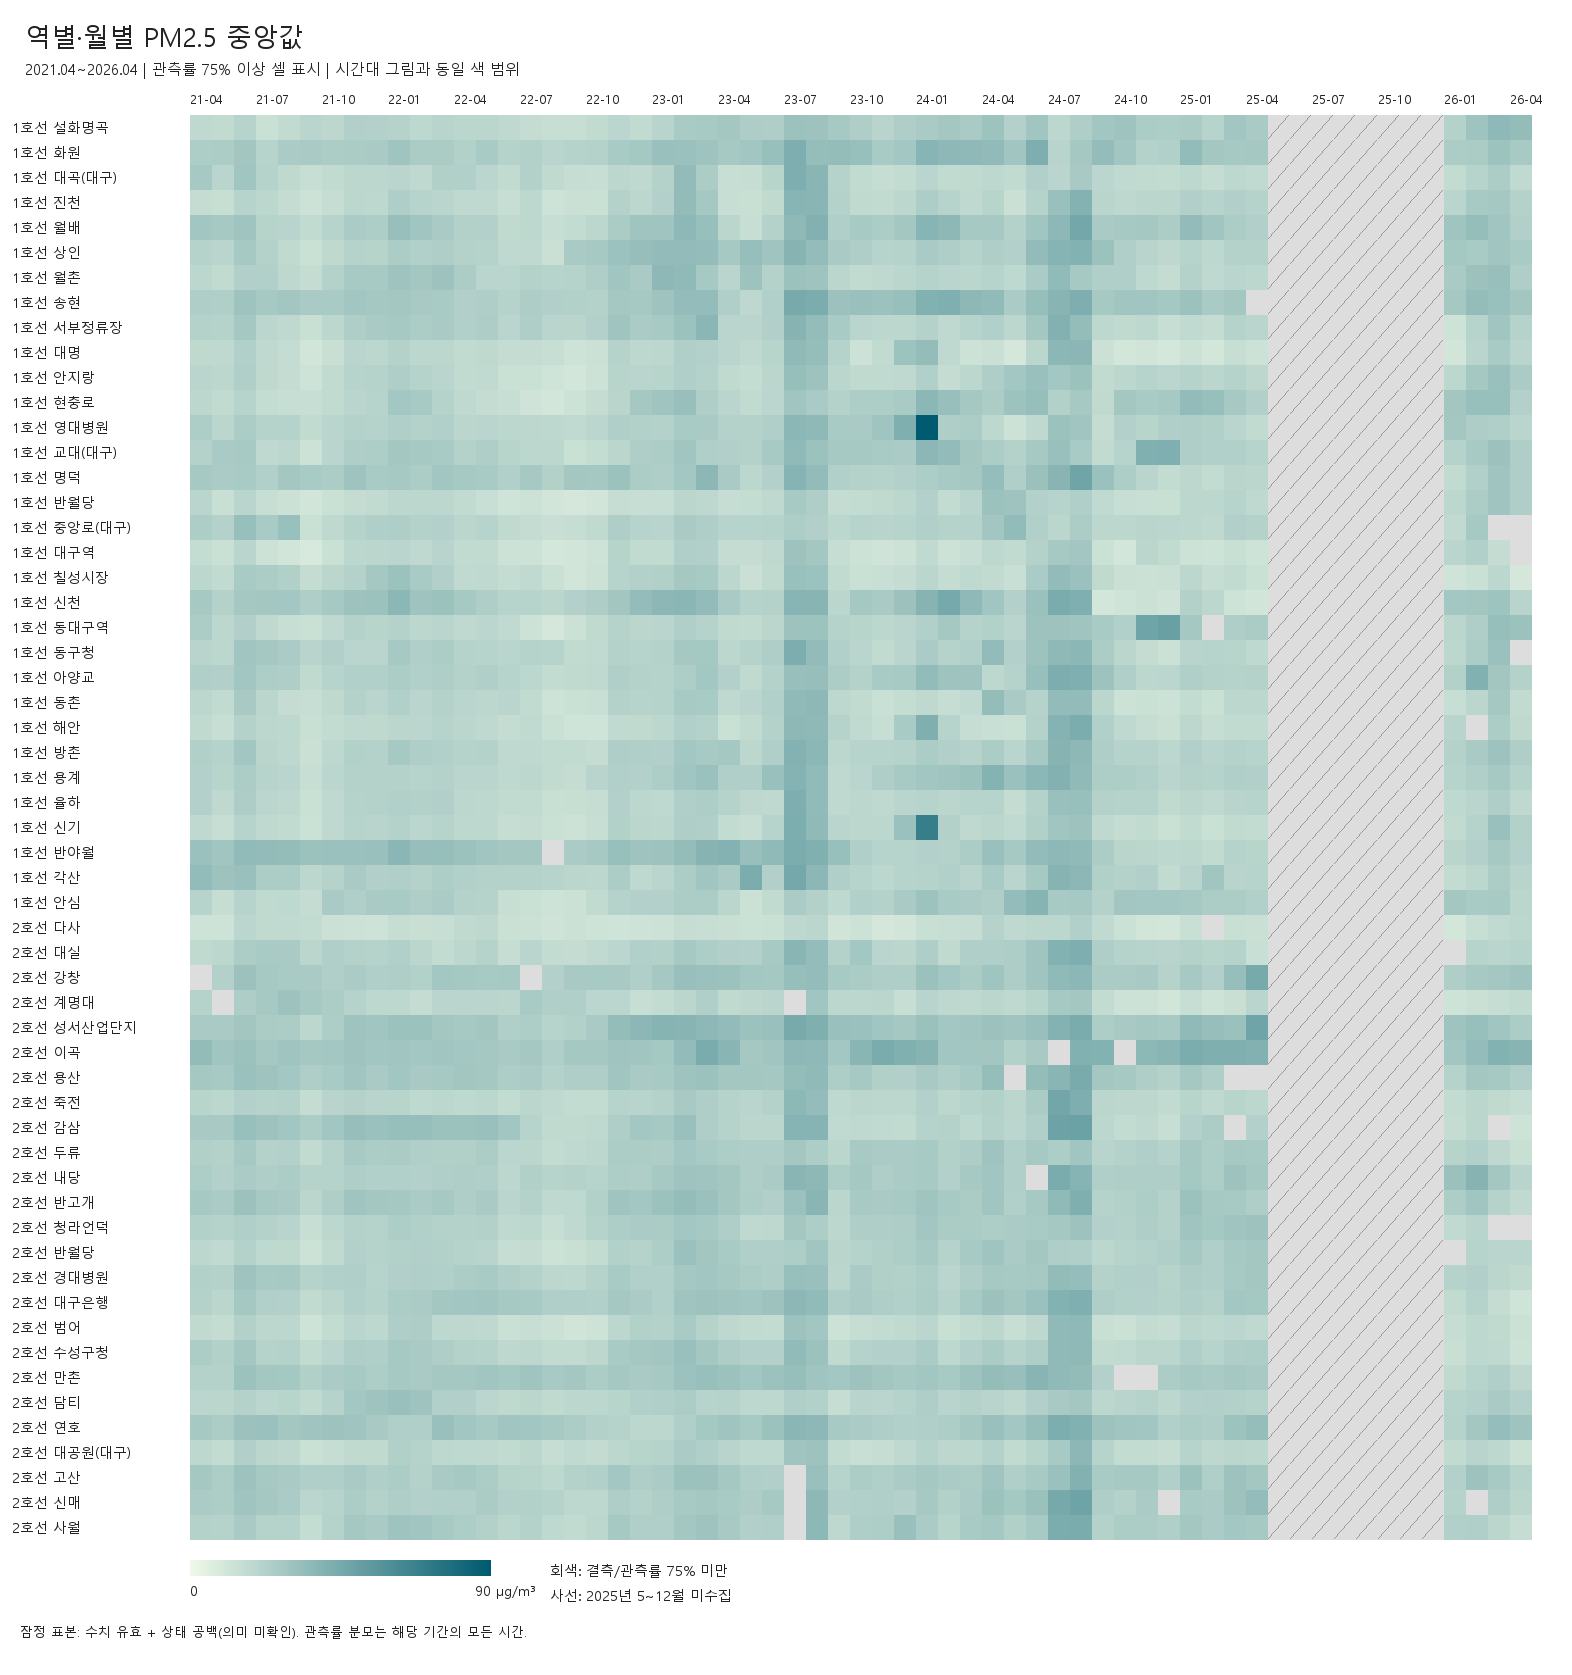 역별·월별 PM2.5 중앙값
2021.04~2026.04 | 관측률 75% 이상 셀 표시 | 시간대 그림과 동일 색 범위
21-04 21-07 21-10 22-01 22-04 22-07 22-10 23-01 23-04 23-07 23-10 24-01 24-04 24-07 24-10 25-01 25-04 25-07 25-10 26-01 26-04
1호선 설화명곡
1호선 화원
1호선 대곡(대구)
1호선 진천
1호선 월배
1호선 상인
1호선 월촌
1호선 송현
1호선 서부정류장
1호선 대명
1호선 안지랑
1호선 현충로
1호선 영대병원
1호선 교대(대구)
1호선 명덕
1호선 반월당
1호선 중앙로(대구)
1호선 대구역
1호선 칠성시장
1호선 신천
1호선 동대구역
1호선 동구청
1호선 아양교
1호선 동촌
1호선 해안
1호선 방촌
1호선 용계
1호선 율하
1호선 신기
1호선 반야월
1호선 각산
1호선 안심
2호선 다사
2호선 대실
2호선 강창
2호선 계명대
2호선 성서산업단지
2호선 이곡
2호선 용산
2호선 죽전
2호선 감삼
2호선 두류
2호선 내당
2호선 반고개
2호선 청라언덕
2호선 반월당
2호선 경대병원
2호선 대구은행
2호선 범어
2호선 수성구청
2호선 만촌
2호선 담티
2호선 연호
2호선 대공원(대구)
2호선 고산
2호선 신매
2호선 사월
0 90 µg/m³
회색: 결측/관측률 75% 미만
사선: 2025년 5~12월 미수집
잠정 표본: 수치 유효 + 상태 공백(의미 미확인). 관측률 분모는 해당 기간의 모든 시간.